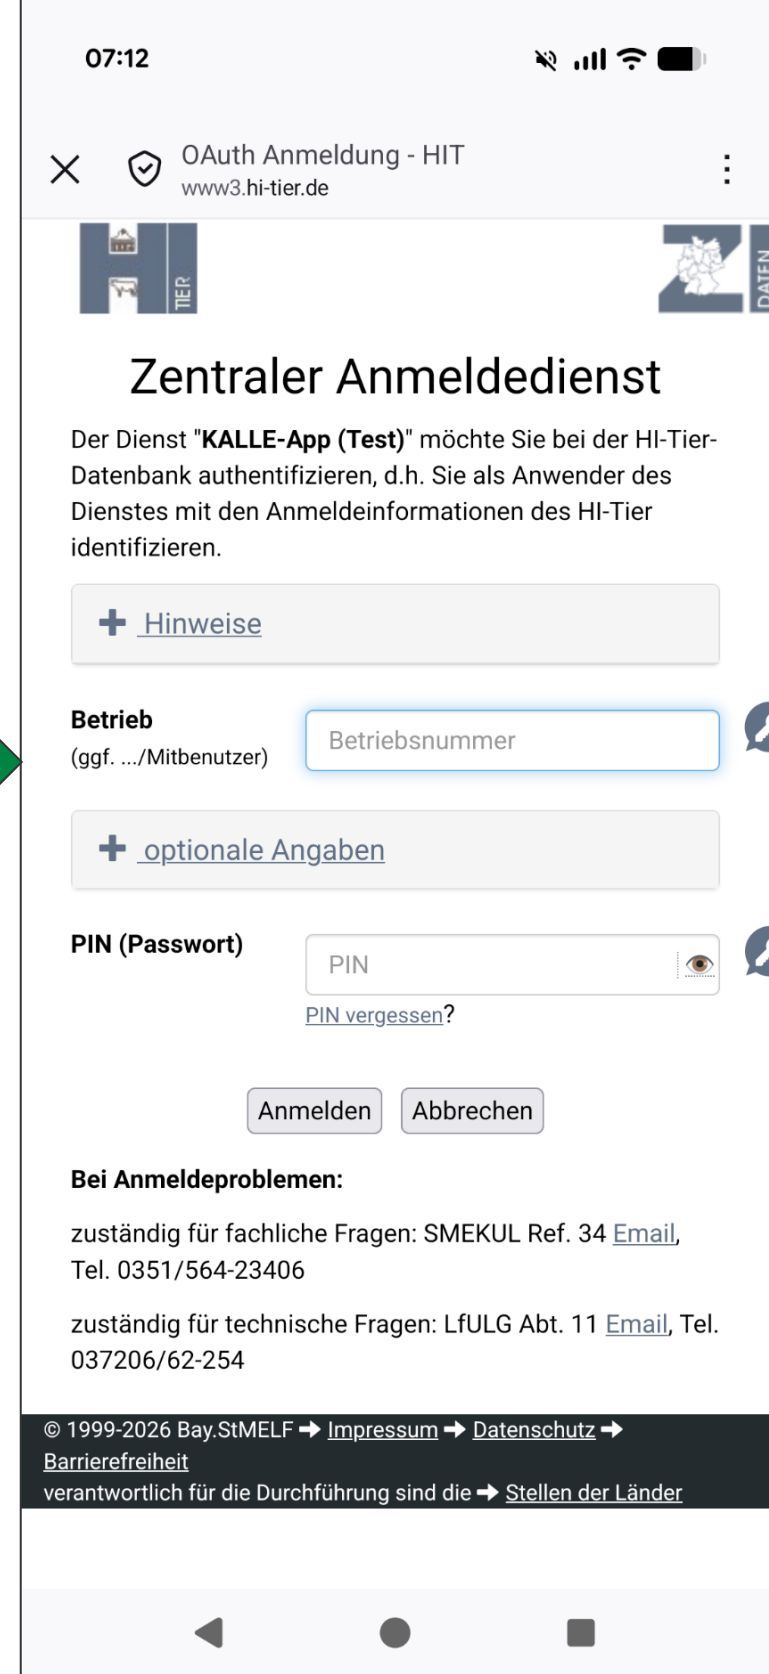 07:12
OAuth Anmeldung - HIT
www3.hi-tier.de
HI TIER
Z DATEN
Zentraler Anmeldedienst
Der Dienst "KALLE-App (Test)" möchte Sie bei der HI-Tier-
Datenbank authentifizieren, d.h. Sie als Anwender des
Dienstes mit den Anmeldeinformationen des HI-Tier
identifizieren.
Hinweise
Betrieb
(ggf. .../Mitbenutzer)
Betriebsnummer
optionale Angaben
PIN (Passwort)
PIN
PIN vergessen?
Anmelden Abbrechen
Bei Anmeldeproblemen:
zuständig für fachliche Fragen: SMEKUL Ref. 34 Email,
Tel. 0351/564-23406
zuständig für technische Fragen: LfULG Abt. 11 Email, Tel.
037206/62-254
© 1999-2026 Bay.StMELF ➔ Impressum ➔ Datenschutz ➔
Barrierefreiheit
verantwortlich für die Durchführung sind die ➔ Stellen der Länder